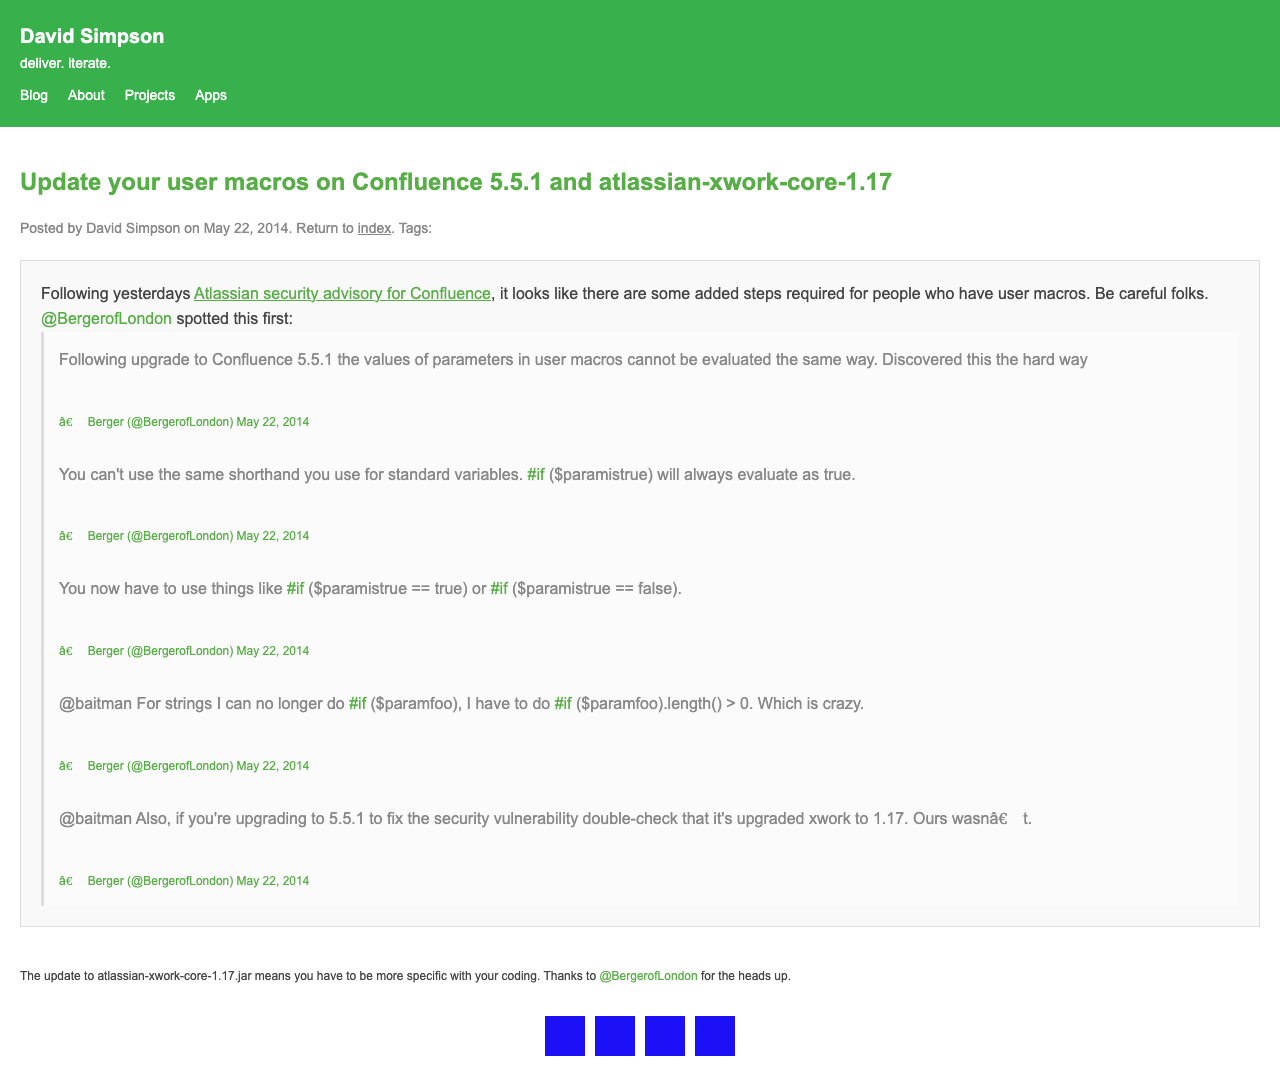 David Simpson
deliver. iterate.
Blog About Projects Apps
Update your user macros on Confluence 5.5.1 and atlassian-xwork-core-1.17
Posted by David Simpson on May 22, 2014. Return to index. Tags:
Following yesterdays Atlassian security advisory for Confluence, it looks like there are some added steps required for people who have user macros. Be careful folks.
@BergerofLondon spotted this first:
Following upgrade to Confluence 5.5.1 the values of parameters in user macros cannot be evaluated the same way. Discovered this the hard way
â€ Berger (@BergerofLondon) May 22, 2014
You can't use the same shorthand you use for standard variables. #if ($paramistrue) will always evaluate as true.
â€ Berger (@BergerofLondon) May 22, 2014
You now have to use things like #if ($paramistrue == true) or #if ($paramistrue == false).
â€ Berger (@BergerofLondon) May 22, 2014
@baitman For strings I can no longer do #if ($paramfoo), I have to do #if ($paramfoo).length() > 0. Which is crazy.
â€ Berger (@BergerofLondon) May 22, 2014
@baitman Also, if you're upgrading to 5.5.1 to fix the security vulnerability double-check that it's upgraded xwork to 1.17. Ours wasnâ€ t.
â€ Berger (@BergerofLondon) May 22, 2014
The update to atlassian-xwork-core-1.17.jar means you have to be more specific with your coding. Thanks to @BergerofLondon for the heads up.